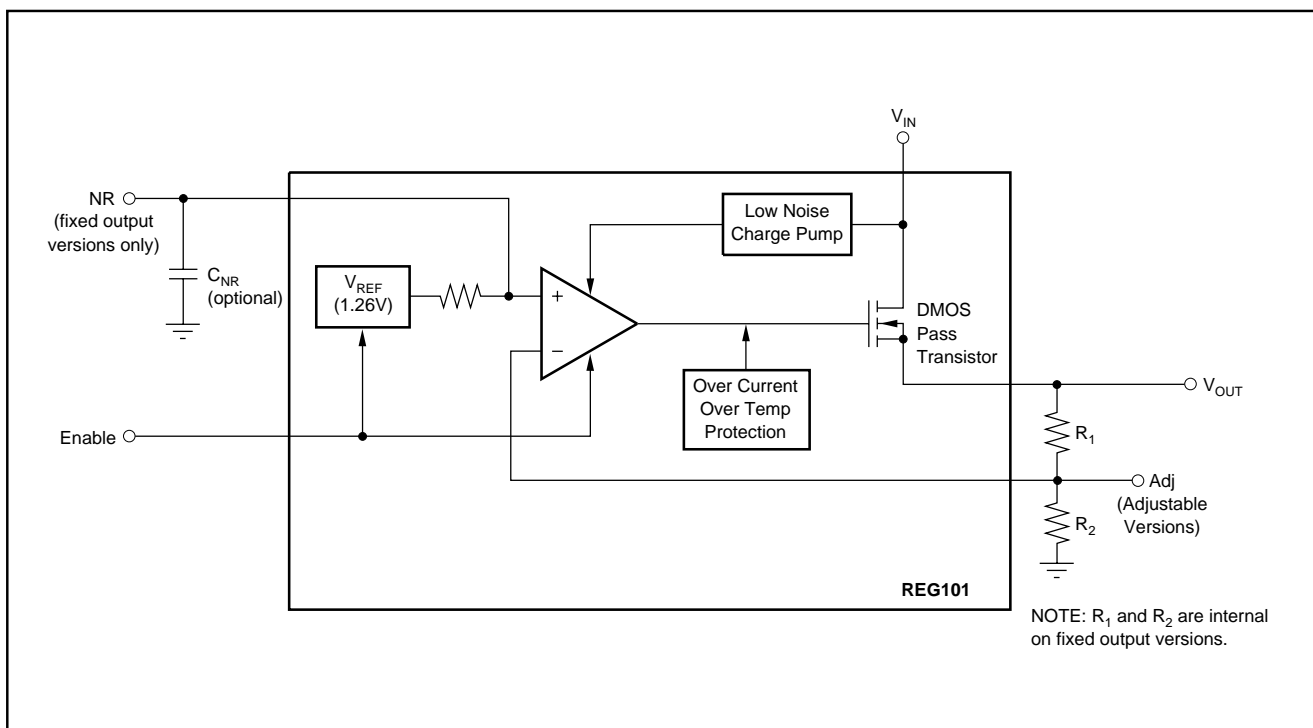 V_IN
NR
(fixed output
versions only)
C_NR
(optional)
Low Noise
Charge Pump
V_REF
(1.26V)
+
−
DMOS
Pass
Transistor
Over Current
Over Temp
Protection
V_OUT
Enable
R_1
Adj
(Adjustable
Versions)
R_2
REG101
NOTE: R_1 and R_2 are internal
on fixed output versions.